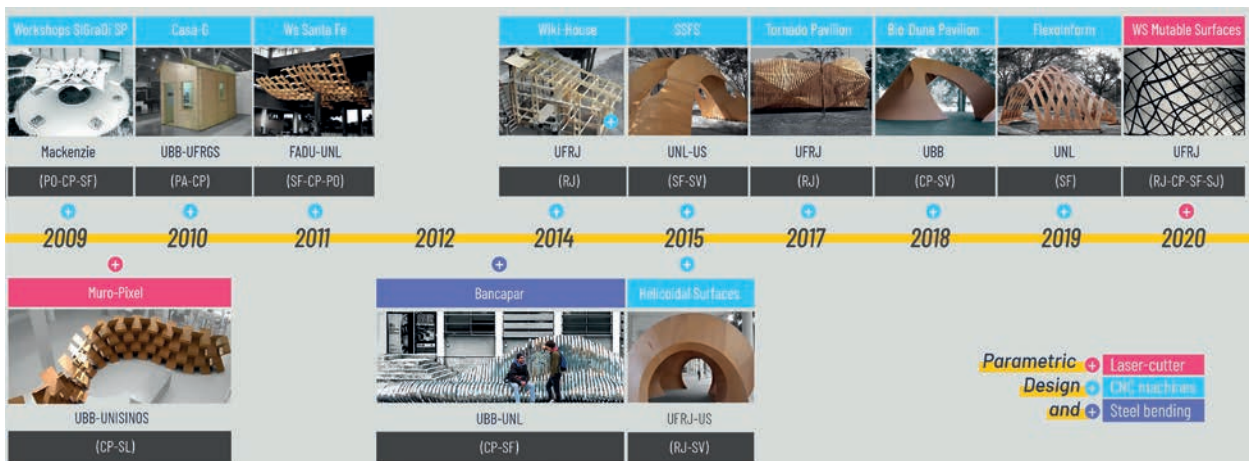 Workshops SIGraDi SP
Casa-G
Ws Santa Fe
Wiki-House
SSFS
Tornado Pavilion
Bio Dune Pavilion
FlexoInform
WS Mutable Surfaces
Mackenzie
UBB-UFRGS
FADU-UNL
UFRJ
UNL-US
UFRJ
UBB
UNL
UFRJ
(PO-CP-SF)
(PA-CP)
(SF-CP-PO)
(RJ)
(SF-SV)
(RJ)
(CP-SV)
(SF)
(RJ-CP-SF-SJ)
2009
2010
2011
2012
2014
2015
2017
2018
2019
2020
Muro-Pixel
Bancapar
Helicoidal Surfaces
UBB-UNISINOS
UBB-UNL
UFRJ-US
(CP-SL)
(CP-SF)
(RJ-SV)
Parametric Laser-cutter
Design CNC machines
and Steel bending